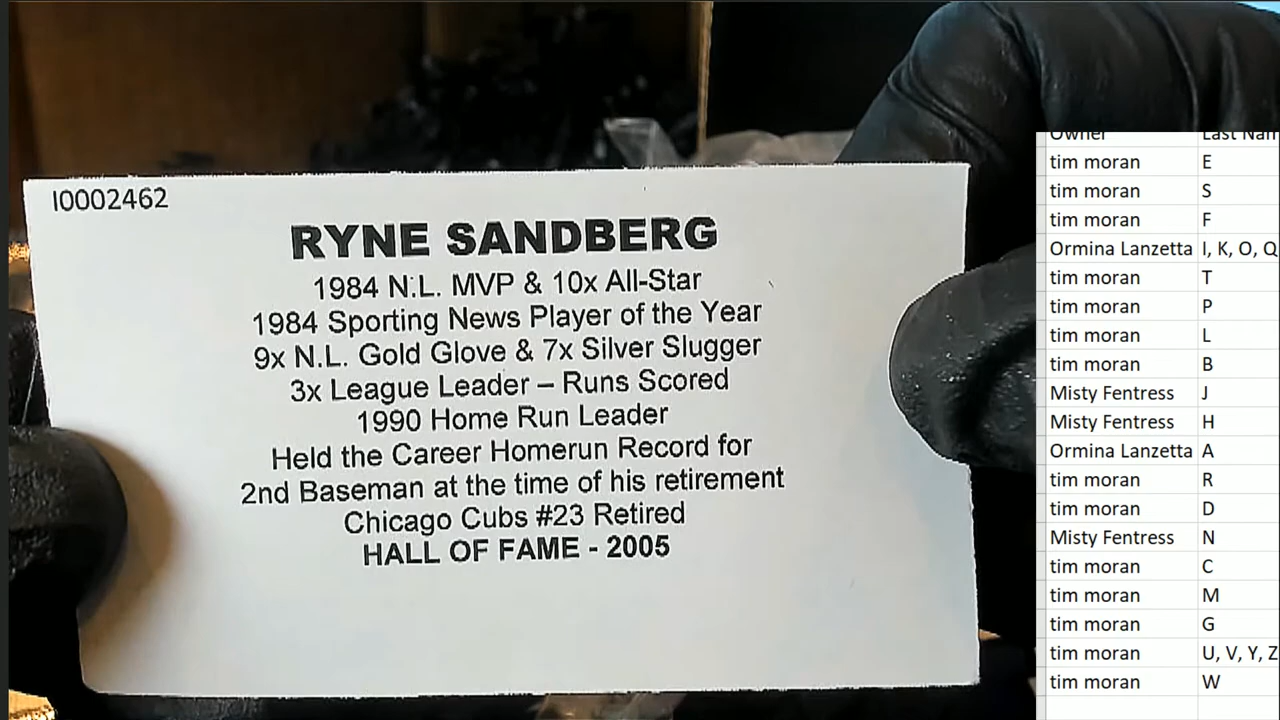 I0002462
RYNE SANDBERG
1984 N.L. MVP & 10x All-Star
1984 Sporting News Player of the Year
9x N.L. Gold Glove & 7x Silver Slugger
3x League Leader – Runs Scored
1990 Home Run Leader
Held the Career Homerun Record for
2nd Baseman at the time of his retirement
Chicago Cubs #23 Retired
HALL OF FAME - 2005
Owner Last Nam
tim moran E
tim moran S
tim moran F
Ormina Lanzetta I, K, O, Q
tim moran T
tim moran P
tim moran L
tim moran B
Misty Fentress J
Misty Fentress H
Ormina Lanzetta A
tim moran R
tim moran D
Misty Fentress N
tim moran C
tim moran M
tim moran G
tim moran U, V, Y, Z
tim moran W